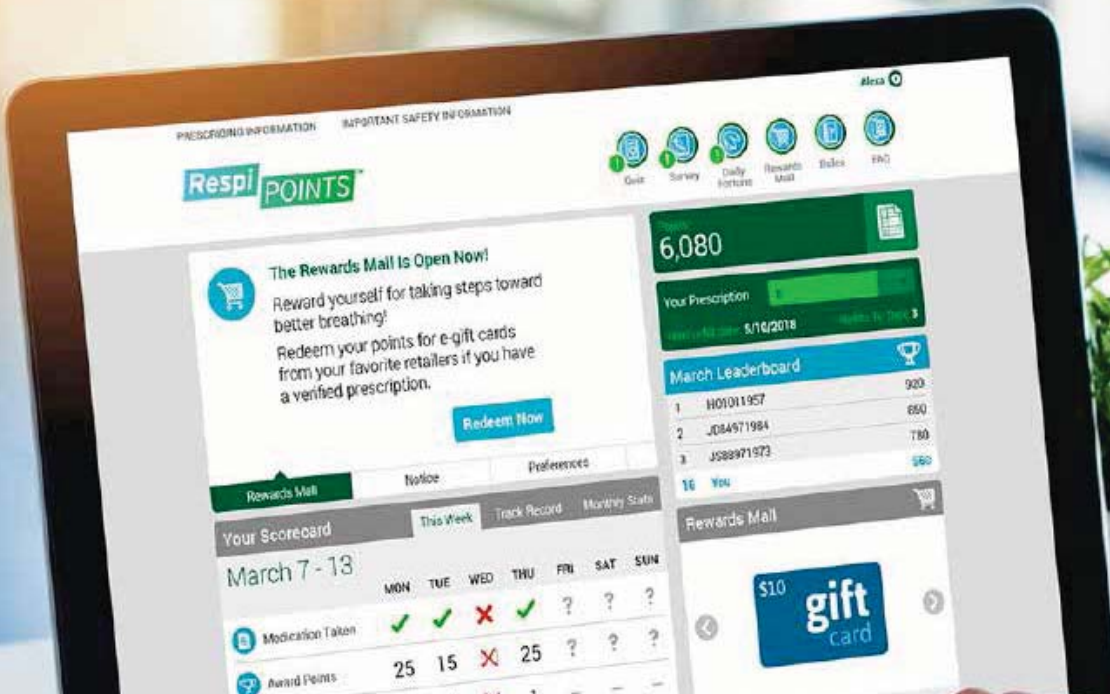 Alexa
PRESCRIBING INFORMATION IMPORTANT SAFETY INFORMATION
Respi POINTS
Quiz Survey Daily Fortune Rewards Mall Rules FAQ
The Rewards Mall Is Open Now!
Reward yourself for taking steps toward
better breathing!
Redeem your points for e-gift cards
from your favorite retailers if you have
a verified prescription.
Redeem Now
Rewards Mall Notice Preferences
6,080
Your Prescription
5/10/2018 3
March Leaderboard
1 HO1011957 920
2 JD84971984
3 JS88971973 780
16 You 560
Rewards Mall
$10 gift
card
Your Scorecard This Week Track Record Monthly Stats
March 7 - 13
MON TUE WED THU FRI SAT SUN
Medication Taken ✓ ✓ ✗ ✓ ? ? ?
Award Points 25 15 X 25 ? ? ?